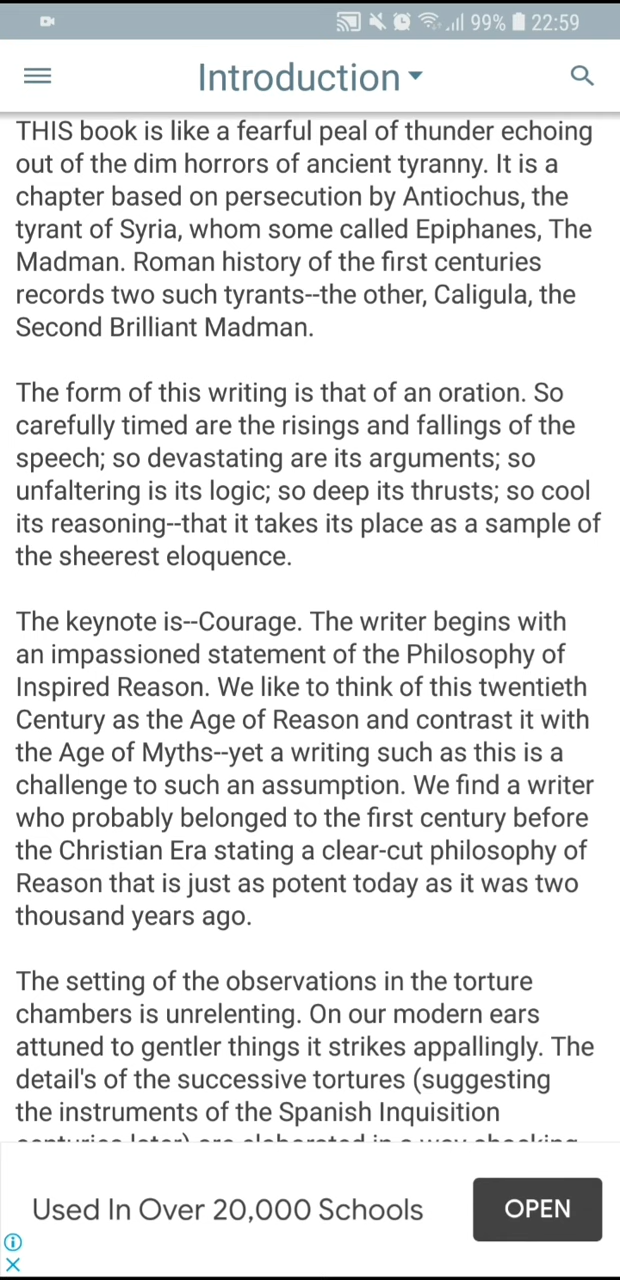 99% 22:59
Introduction
THIS book is like a fearful peal of thunder echoing
out of the dim horrors of ancient tyranny. It is a
chapter based on persecution by Antiochus, the
tyrant of Syria, whom some called Epiphanes, The
Madman. Roman history of the first centuries
records two such tyrants--the other, Caligula, the
Second Brilliant Madman.
The form of this writing is that of an oration. So
carefully timed are the risings and fallings of the
speech; so devastating are its arguments; so
unfaltering is its logic; so deep its thrusts; so cool
its reasoning--that it takes its place as a sample of
the sheerest eloquence.
The keynote is--Courage. The writer begins with
an impassioned statement of the Philosophy of
Inspired Reason. We like to think of this twentieth
Century as the Age of Reason and contrast it with
the Age of Myths--yet a writing such as this is a
challenge to such an assumption. We find a writer
who probably belonged to the first century before
the Christian Era stating a clear-cut philosophy of
Reason that is just as potent today as it was two
thousand years ago.
The setting of the observations in the torture
chambers is unrelenting. On our modern ears
attuned to gentler things it strikes appallingly. The
detail's of the successive tortures (suggesting
the instruments of the Spanish Inquisition
centuries later) are elaborated in a way shocking
Used In Over 20,000 Schools
OPEN